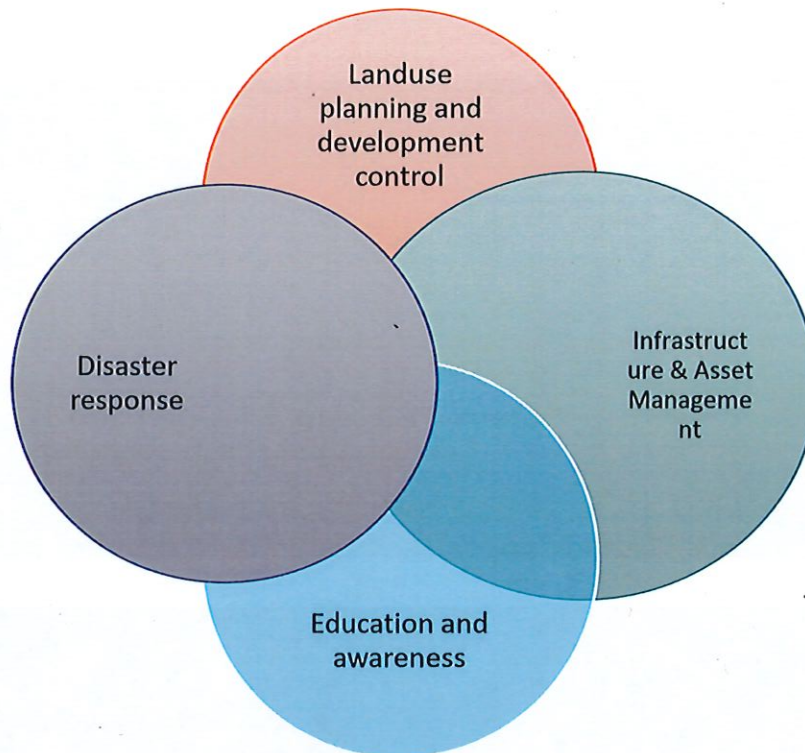 Landuse
planning and
development
control
Disaster
response
Infrastruct
ure & Asset
Manageme
nt
Education and
awareness